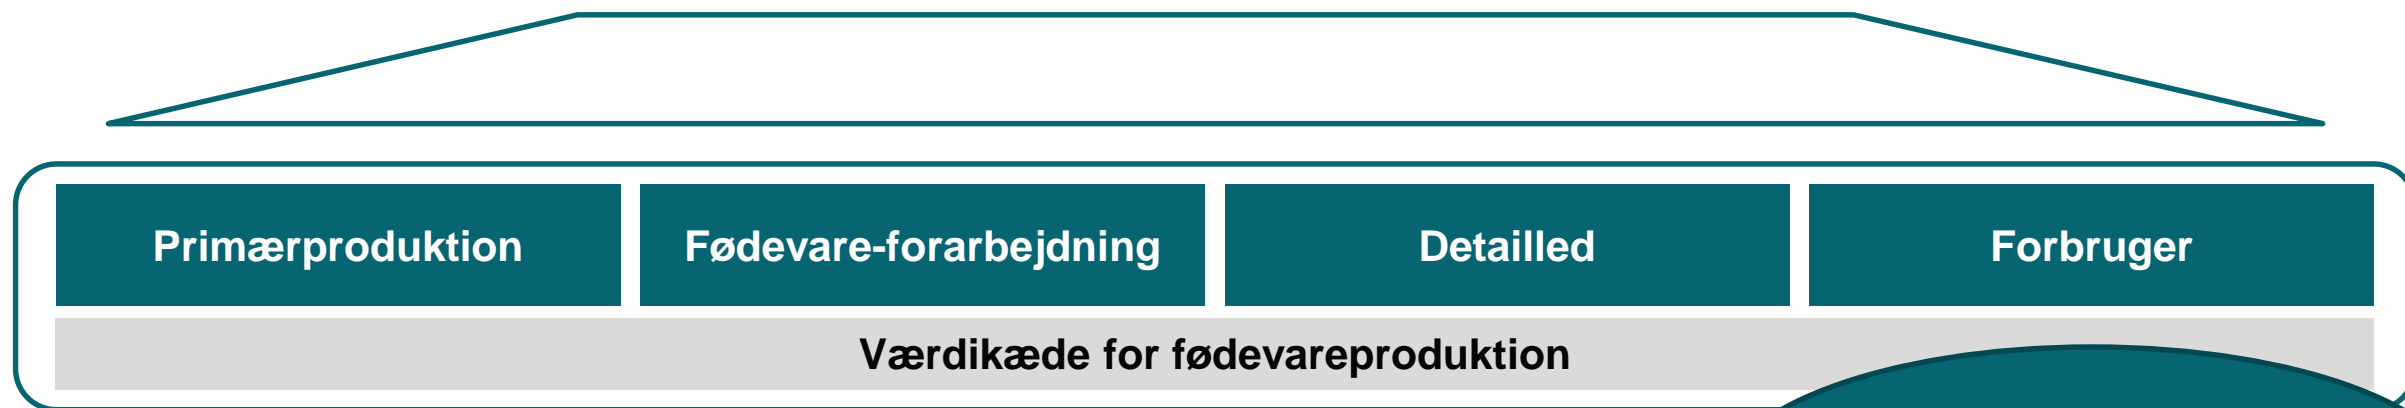 Primærproduktion
Fødevare-forarbejdning
Detailled
Forbruger
Værdikæde for fødevareproduktion